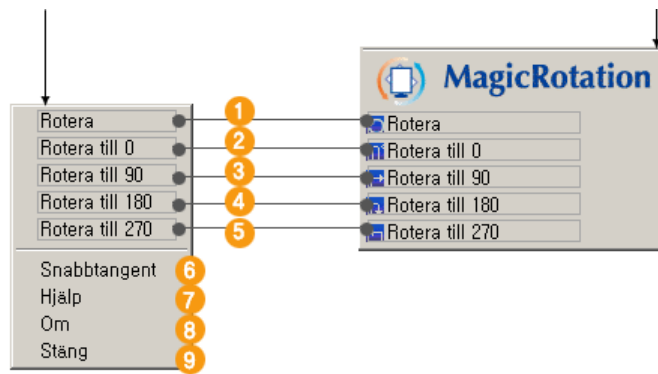 MagicRotation
Rotera 1 Rotera
Rotera till 0 2 Rotera till 0
Rotera till 90 3 Rotera till 90
Rotera till 180 4 Rotera till 180
Rotera till 270 5 Rotera till 270
Snabbtangent 6
Hjälp 7
Om 8
Stäng 9